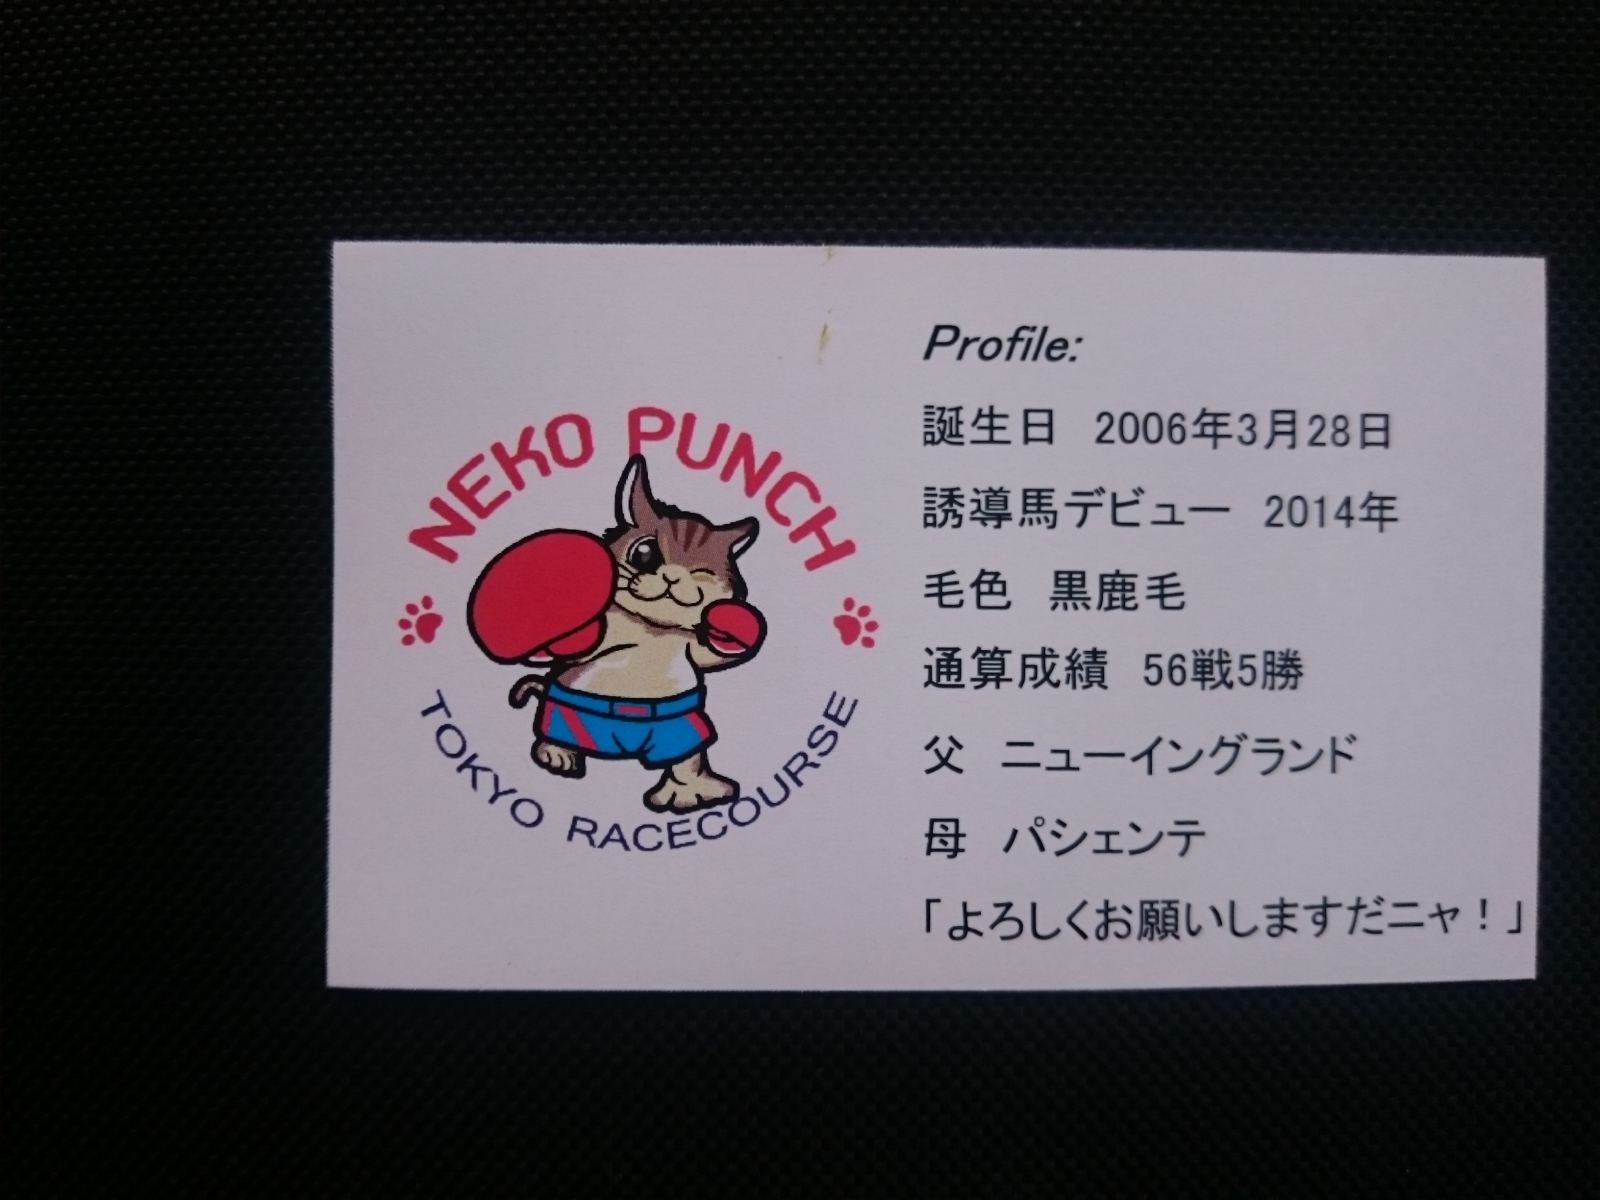 NEKO PUNCH
TOKYO RACECOURSE
Profile:
誕生日　2006年3月28日
誘導馬デビュー　2014年
毛色　黒鹿毛
通算成績　56戦5勝
父　ニューイングランド
母　パシェンテ
「よろしくお願いしますだニャ！」